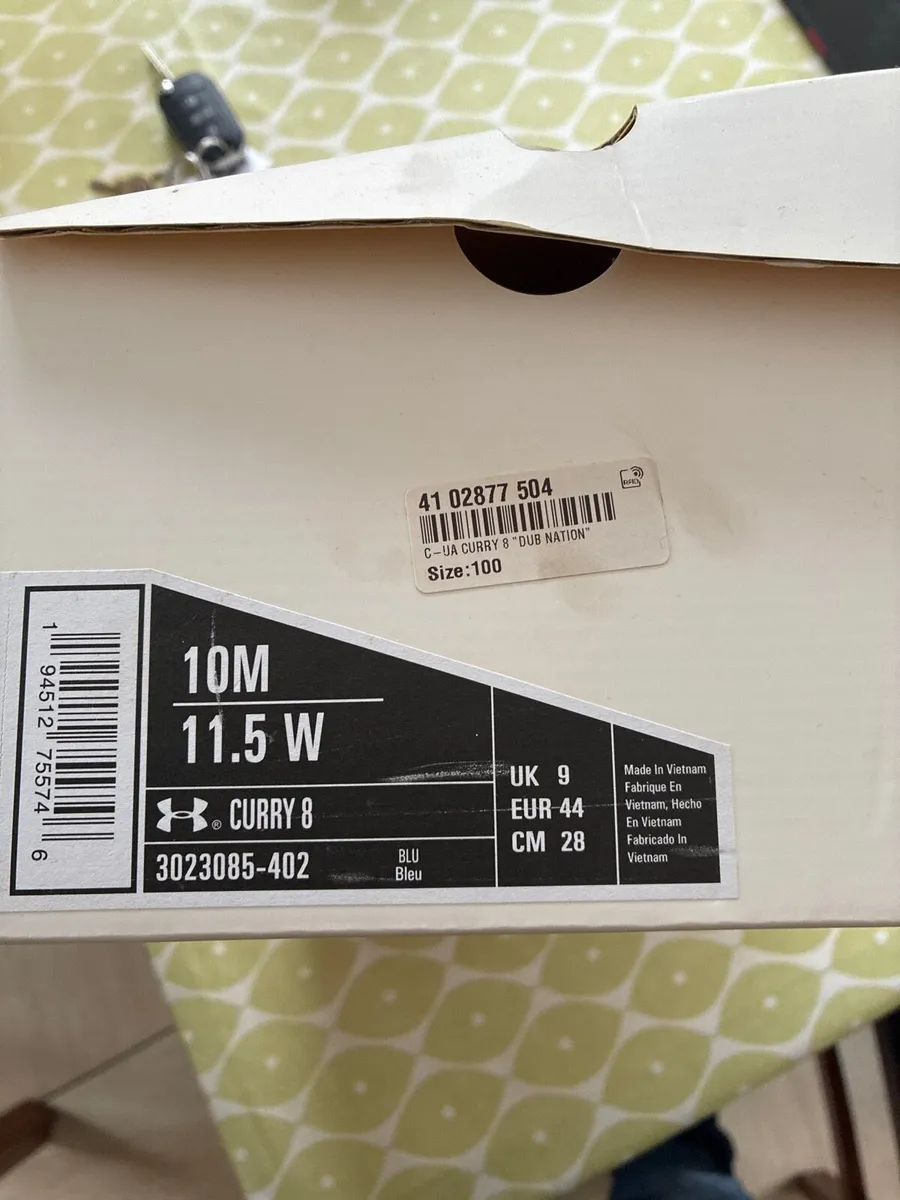 41 02877 504
RFID
C-UA CURRY 8 "DUB NATION"
Size:100
1 94512 75574 6
10M
11.5 W
® CURRY 8
3023085-402
BLU
Bleu
UK 9
EUR 44
CM 28
Made In Vietnam
Fabrique En
Vietnam, Hecho
En Vietnam
Fabricado In
Vietnam